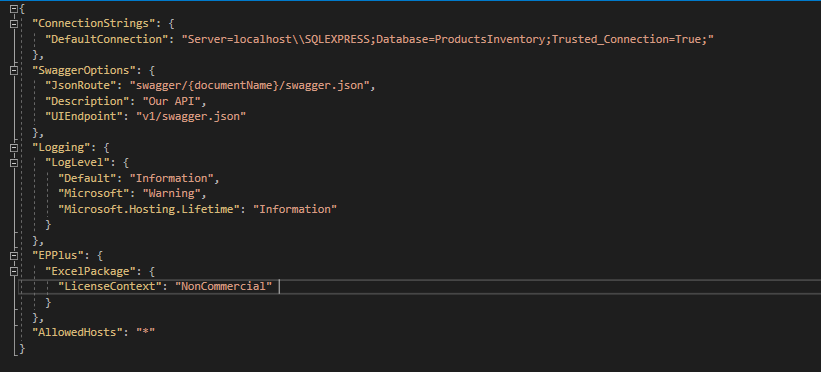 {
"ConnectionStrings": {
"DefaultConnection": "Server=localhost\\SQLEXPRESS;Database=ProductsInventory;Trusted_Connection=True;"
},
"SwaggerOptions": {
"JsonRoute": "swagger/{documentName}/swagger.json",
"Description": "Our API",
"UIEndpoint": "v1/swagger.json"
},
"Logging": {
"LogLevel": {
"Default": "Information",
"Microsoft": "Warning",
"Microsoft.Hosting.Lifetime": "Information"
}
},
"EPPlus": {
"ExcelPackage": {
"LicenseContext": "NonCommercial"
}
},
"AllowedHosts": "*"
}